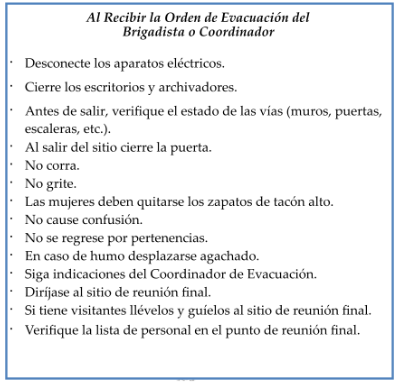 Al Recibir la Orden de Evacuación del
Brigadista o Coordinador
· Desconecte los aparatos eléctricos.
· Cierre los escritorios y archivadores.
· Antes de salir, verifique el estado de las vías (muros, puertas,
escaleras, etc.).
· Al salir del sitio cierre la puerta.
· No corra.
· No grite.
· Las mujeres deben quitarse los zapatos de tacón alto.
· No cause confusión.
· No se regrese por pertenencias.
· En caso de humo desplazarse agachado.
· Siga indicaciones del Coordinador de Evacuación.
· Diríjase al sitio de reunión final.
· Si tiene visitantes llévelos y guíelos al sitio de reunión final.
· Verifique la lista de personal en el punto de reunión final.